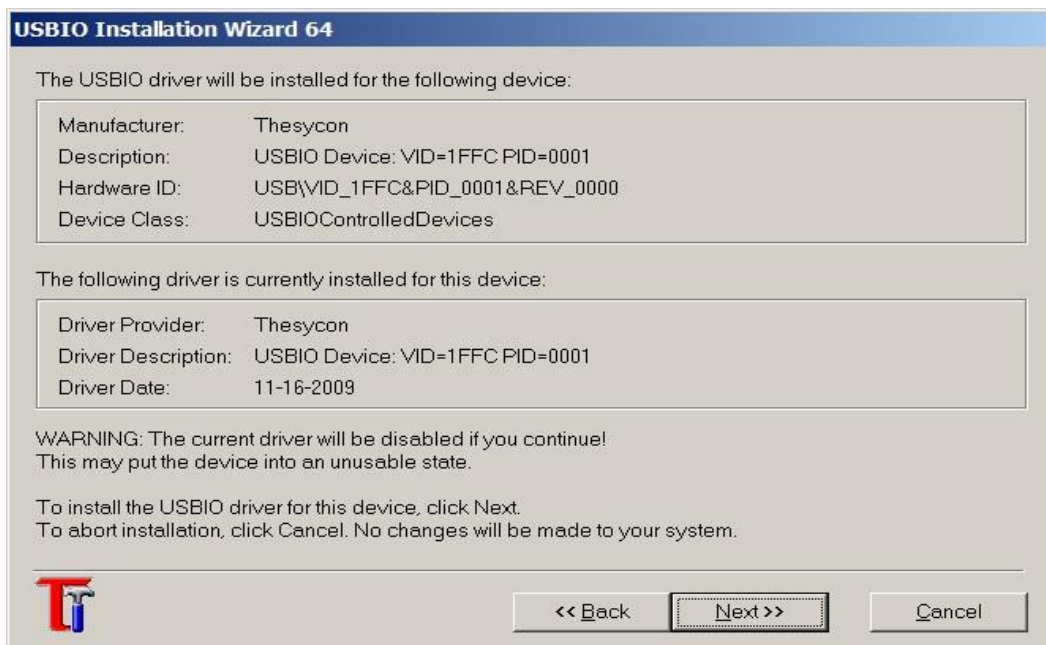 USBIO Installation Wizard 64
The USBIO driver will be installed for the following device:
Manufacturer: Thesycon
Description: USBIO Device: VID=1FFC PID=0001
Hardware ID: USB\VID_1FFC&PID_0001&REV_0000
Device Class: USBIOControlledDevices
The following driver is currently installed for this device:
Driver Provider: Thesycon
Driver Description: USBIO Device: VID=1FFC PID=0001
Driver Date: 11-16-2009
WARNING: The current driver will be disabled if you continue!
This may put the device into an unusable state.
To install the USBIO driver for this device, click Next.
To abort installation, click Cancel. No changes will be made to your system.
<< Back Next >> Cancel